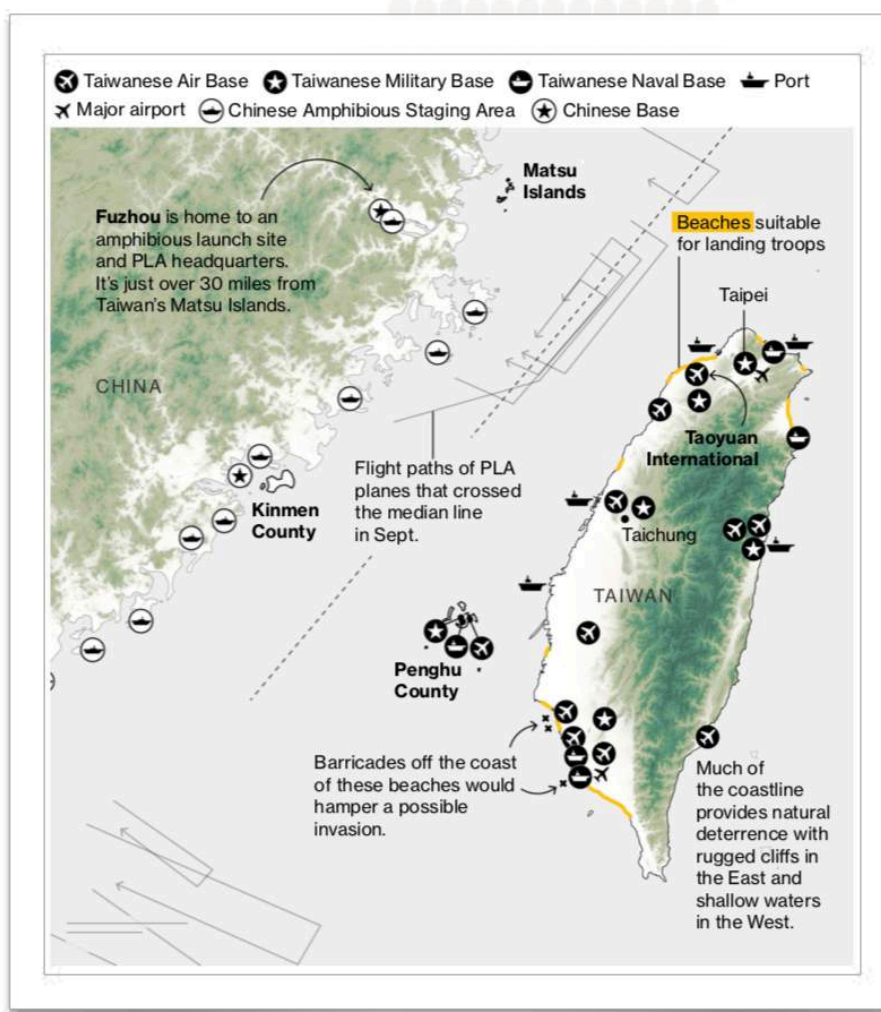 Taiwanese Air Base Taiwanese Military Base Taiwanese Naval Base Port
Major airport Chinese Amphibious Staging Area Chinese Base
Matsu
Islands
Fuzhou is home to an
amphibious launch site
and PLA headquarters.
It's just over 30 miles from
Taiwan's Matsu Islands.
Beaches suitable
for landing troops
Taipei
CHINA
Taoyuan
International
Flight paths of PLA
planes that crossed
the median line
in Sept.
Kinmen
County
Taichung
TAIWAN
Penghu
County
Barricades off the coast
of these beaches would
hamper a possible
invasion.
Much of
the coastline
provides natural
deterrence with
rugged cliffs in
the East and
shallow waters
in the West.